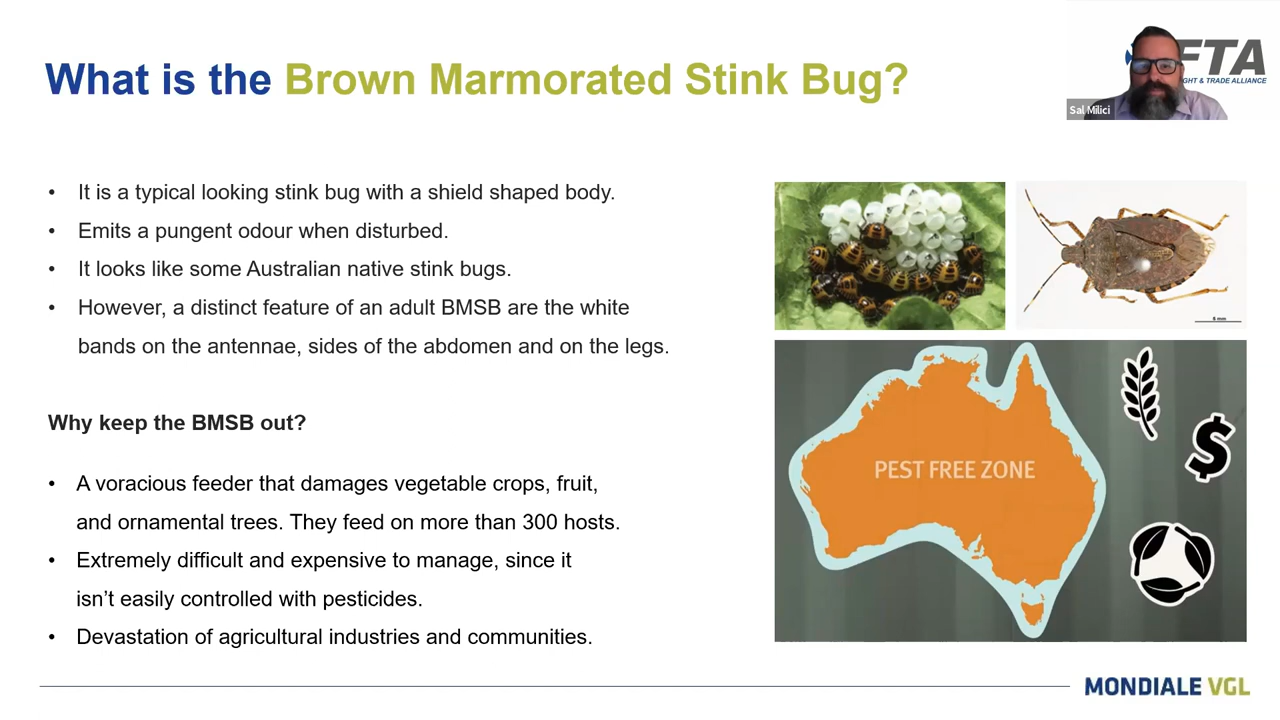 What is the Brown Marmorated Stink Bug?
FTA
GHT & TRADE ALLIANCE
Sal Milici
• It is a typical looking stink bug with a shield shaped body.
• Emits a pungent odour when disturbed.
• It looks like some Australian native stink bugs.
• However, a distinct feature of an adult BMSB are the white
bands on the antennae, sides of the abdomen and on the legs.
Why keep the BMSB out?
• A voracious feeder that damages vegetable crops, fruit,
and ornamental trees. They feed on more than 300 hosts.
• Extremely difficult and expensive to manage, since it
isn’t easily controlled with pesticides.
• Devastation of agricultural industries and communities.
5 mm
PEST FREE ZONE
$
MONDIALE VGL